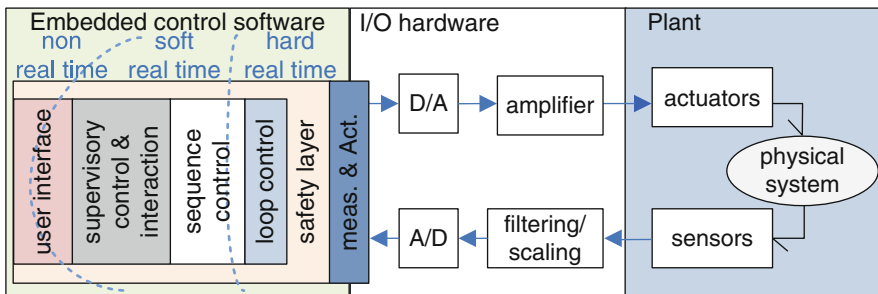 Embedded control software
I/O hardware
Plant
non
real time
soft
real time
hard
real time
user interface
supervisory
control &
interaction
sequence
contrrol
loop control
safety layer
meas. & Act.
D/A
amplifier
actuators
physical
system
A/D
filtering/
scaling
sensors